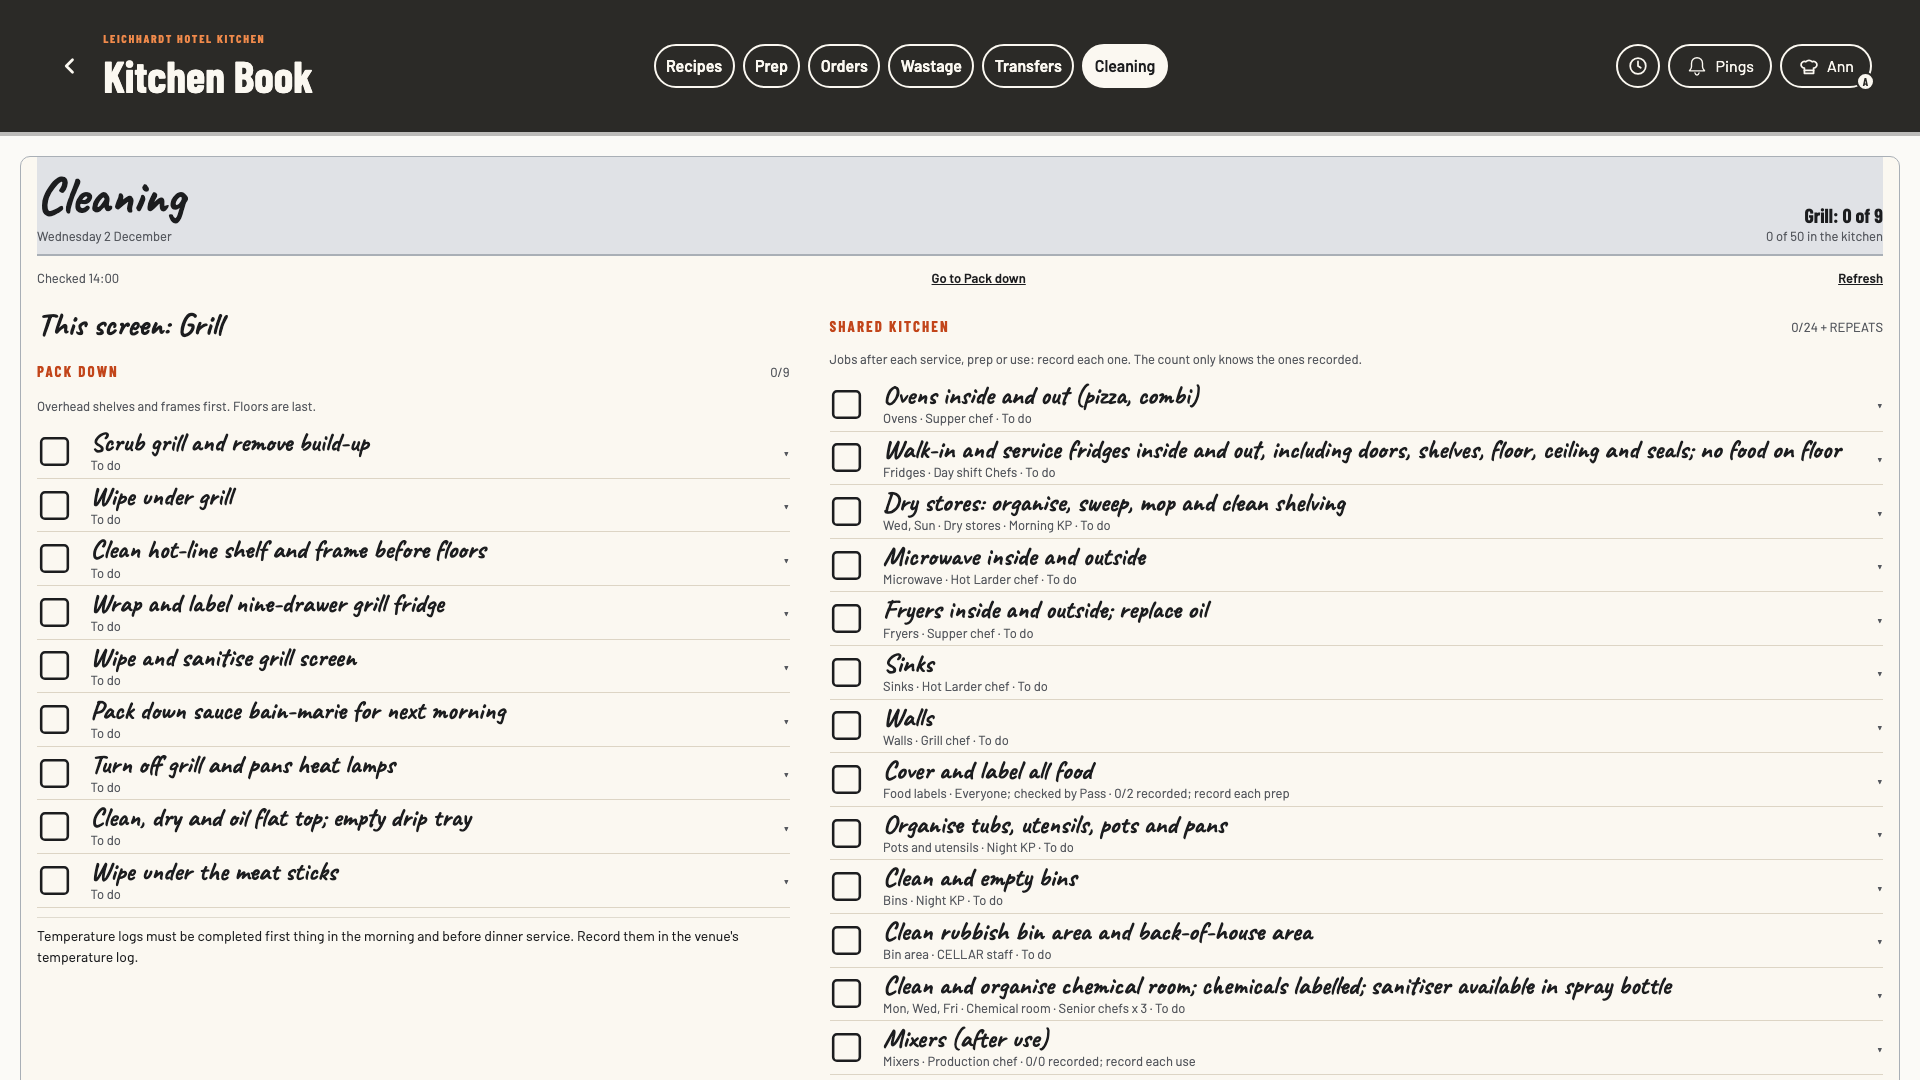 LEICHHARDT HOTEL KITCHEN
Kitchen Book
Recipes
Prep
Orders
Wastage
Transfers
Cleaning
Pings
Ann
A
Cleaning
Wednesday 2 December
Grill: 0 of 9
0 of 50 in the kitchen
Checked 14:00
Go to Pack down
Refresh
This screen: Grill
PACK DOWN
0/9
Overhead shelves and frames first. Floors are last.
Scrub grill and remove build-up
To do
Wipe under grill
To do
Clean hot-line shelf and frame before floors
To do
Wrap and label nine-drawer grill fridge
To do
Wipe and sanitise grill screen
To do
Pack down sauce bain-marie for next morning
To do
Turn off grill and pans heat lamps
To do
Clean, dry and oil flat top; empty drip tray
To do
Wipe under the meat sticks
To do
Temperature logs must be completed first thing in the morning and before dinner service. Record them in the venue's
temperature log.
SHARED KITCHEN
0/24 + REPEATS
Jobs after each service, prep or use: record each one. The count only knows the ones recorded.
Ovens inside and out (pizza, combi)
Ovens · Supper chef · To do
Walk-in and service fridges inside and out, including doors, shelves, floor, ceiling and seals; no food on floor
Fridges · Day shift Chefs · To do
Dry stores: organise, sweep, mop and clean shelving
Wed, Sun · Dry stores · Morning KP · To do
Microwave inside and outside
Microwave · Hot Larder chef · To do
Fryers inside and outside; replace oil
Fryers · Supper chef · To do
Sinks
Sinks · Hot Larder chef · To do
Walls
Walls · Grill chef · To do
Cover and label all food
Food labels · Everyone; checked by Pass · 0/2 recorded; record each prep
Organise tubs, utensils, pots and pans
Pots and utensils · Night KP · To do
Clean and empty bins
Bins · Night KP · To do
Clean rubbish bin area and back-of-house area
Bin area · CELLAR staff · To do
Clean and organise chemical room; chemicals labelled; sanitiser available in spray bottle
Mon, Wed, Fri · Chemical room · Senior chefs x 3 · To do
Mixers (after use)
Mixers · Production chef · 0/0 recorded; record each use